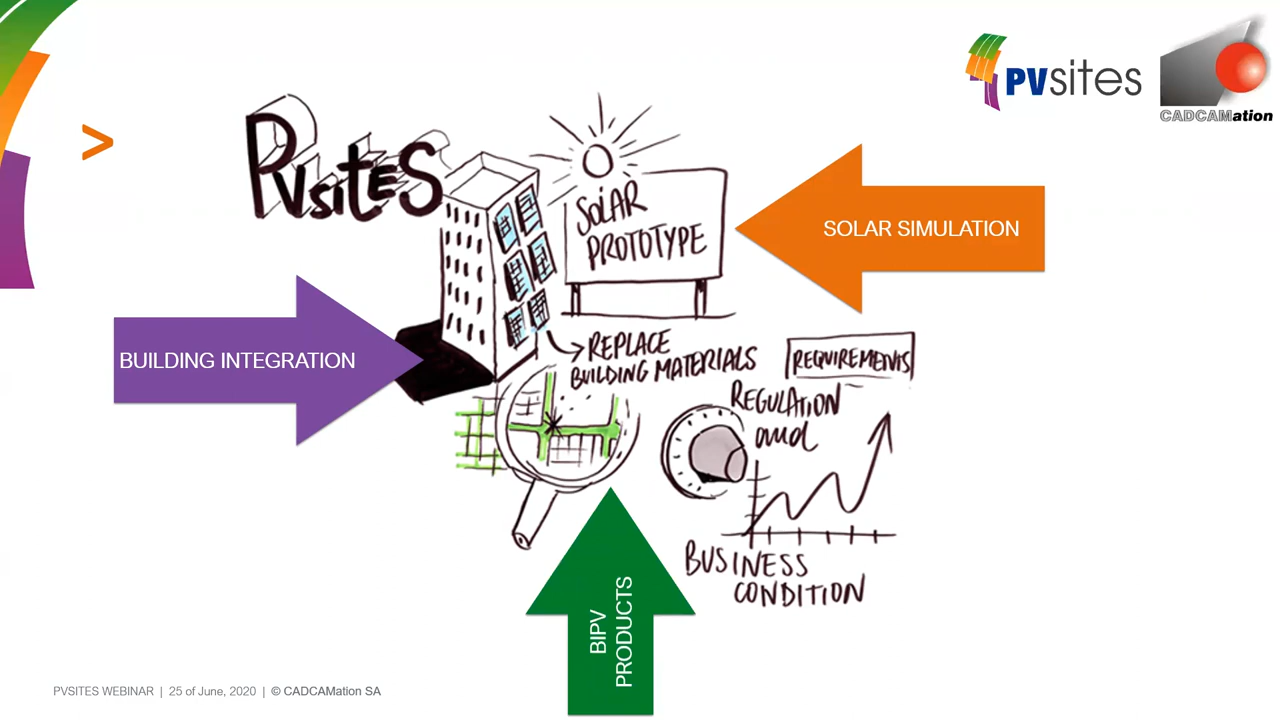 PVsites
CADCAMation
>
PVsiteS
SOLAR
PROTOTYPE
SOLAR SIMULATION
BUILDING INTEGRATION
REPLACE
BUILDING MATERIALS
REQUIREMENTS
REGULATION
and
BUSINESS
CONDITION
BIPV
PRODUCTS
PVSITES WEBINAR | 25 of June, 2020 | © CADCAMation SA